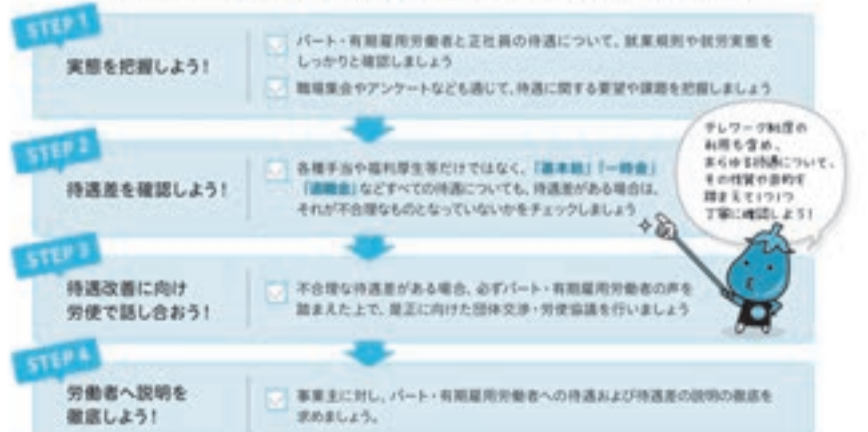 STEP 1
実態を把握しよう!
パート・有期雇用労働者と正社員の待遇について、就業規則や就労実態を
しっかりと確認しましょう
職場集会やアンケートなども通じて、待遇に関する要望や課題を把握しましょう
STEP 2
待遇差を確認しよう!
各種手当や福利厚生等だけではなく、「基本給」「一時金」
「退職金」などすべての待遇についても、待遇差がある場合は、
それが不合理なものとなっていないかをチェックしましょう
テレワーク制度の
利用も含め、
あらゆる待遇について、
その性質や目的を
踏まえて1つ1つ
丁寧に確認しよう!
STEP 3
待遇改善に向け
労使で話し合おう!
不合理な待遇差がある場合、必ずパート・有期雇用労働者の声を
踏まえた上で、是正に向けた団体交渉・労使協議を行いましょう
STEP 4
労働者へ説明を
徹底しよう!
事業主に対し、パート・有期雇用労働者への待遇および待遇差の説明の徹底を
求めましょう。